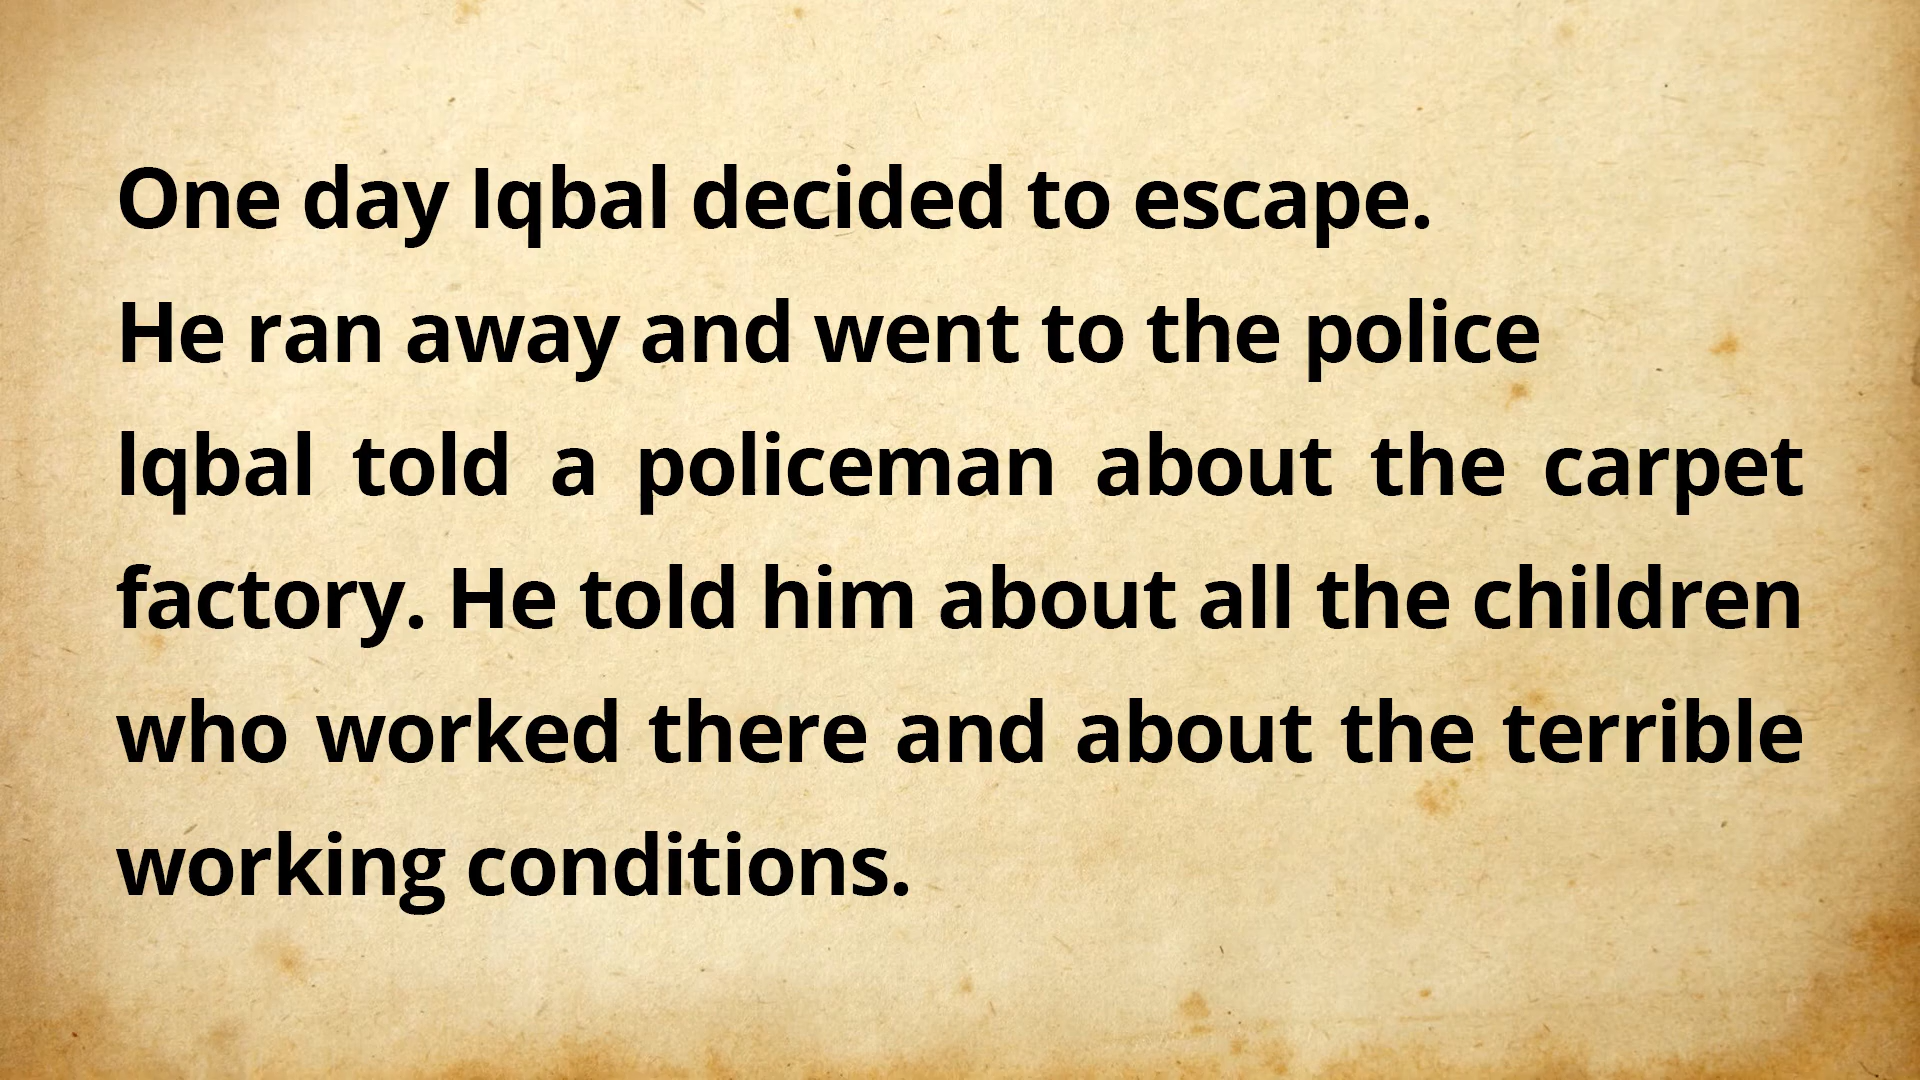 One day Iqbal decided to escape.
He ran away and went to the police
lqbal told a policeman about the carpet
factory. He told him about all the children
who worked there and about the terrible
working conditions.